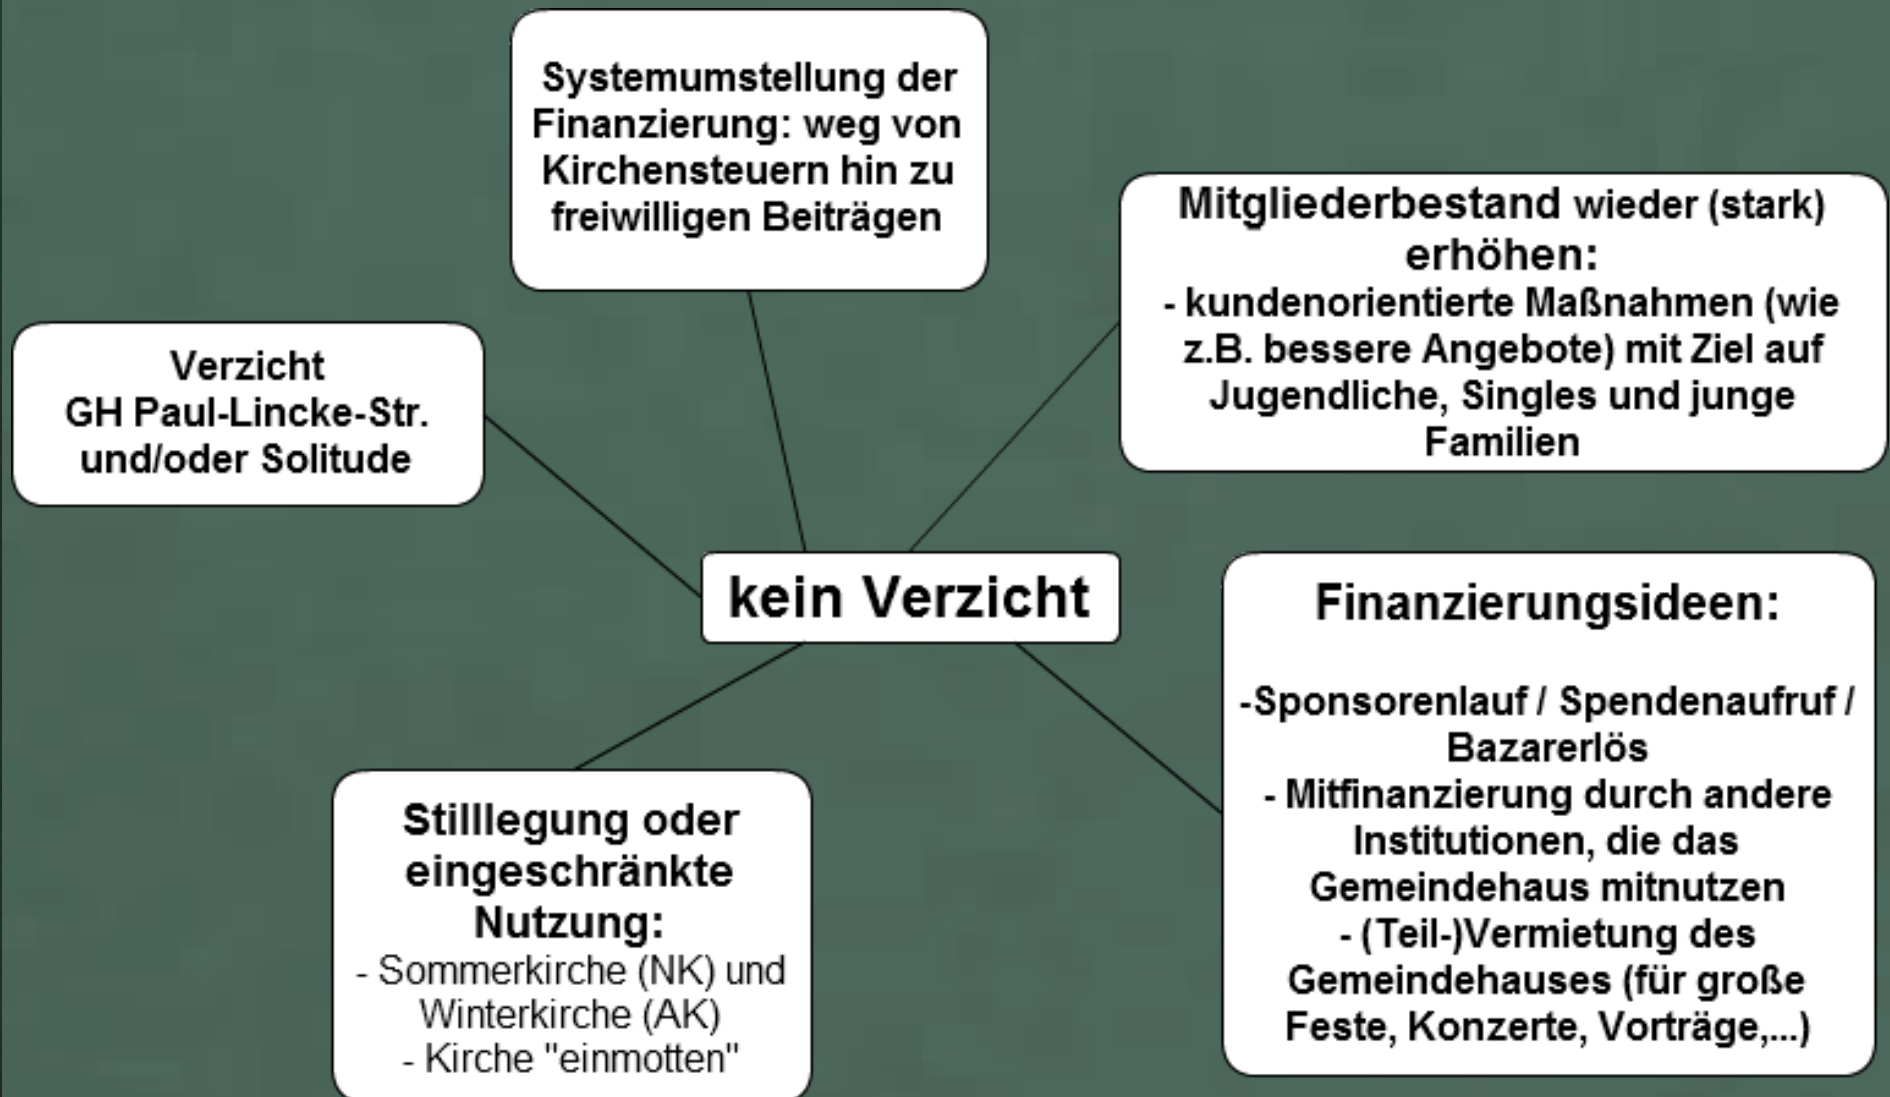 Systemumstellung der
Finanzierung: weg von
Kirchensteuern hin zu
freiwilligen Beiträgen
Mitgliederbestand wieder (stark)
erhöhen:
- kundenorientierte Maßnahmen (wie
z.B. bessere Angebote) mit Ziel auf
Jugendliche, Singles und junge
Familien
Verzicht
GH Paul-Lincke-Str.
und/oder Solitude
kein Verzicht
Finanzierungsideen:
-Sponsorenlauf / Spendenaufruf /
Bazarerlös
- Mitfinanzierung durch andere
Institutionen, die das
Gemeindehaus mitnutzen
- (Teil-)Vermietung des
Gemeindehauses (für große
Feste, Konzerte, Vorträge,...)
Stilllegung oder
eingeschränkte
Nutzung:
- Sommerkirche (NK) und
Winterkirche (AK)
- Kirche "einmotten"